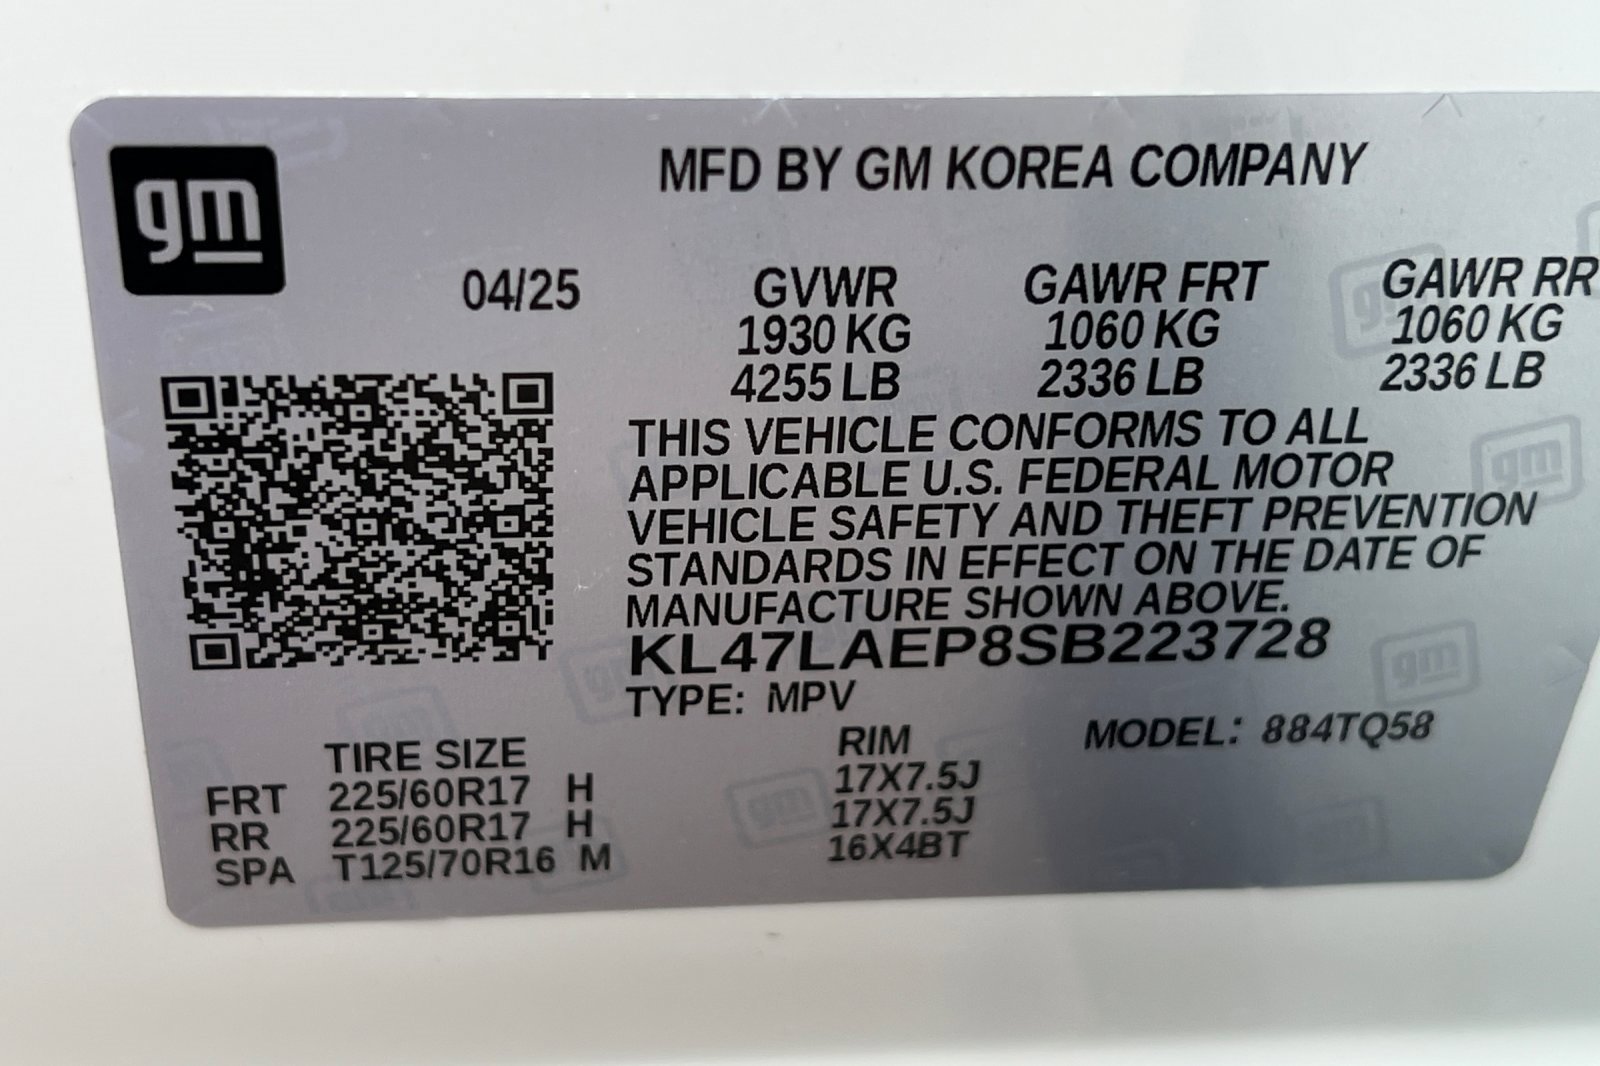 gm
MFD BY GM KOREA COMPANY
04/25 GVWR GAWR FRT GAWR RR
1930 KG 1060 KG 1060 KG
4255 LB 2336 LB 2336 LB
THIS VEHICLE CONFORMS TO ALL
APPLICABLE U.S. FEDERAL MOTOR
VEHICLE SAFETY AND THEFT PREVENTION
STANDARDS IN EFFECT ON THE DATE OF
MANUFACTURE SHOWN ABOVE.
KL47LAEP8SB223728
TYPE: MPV
MODEL: 884TQ58
TIRE SIZE RIM
FRT 225/60R17 H 17X7.5J
RR 225/60R17 H 17X7.5J
SPA T125/70R16 M 16X4BT